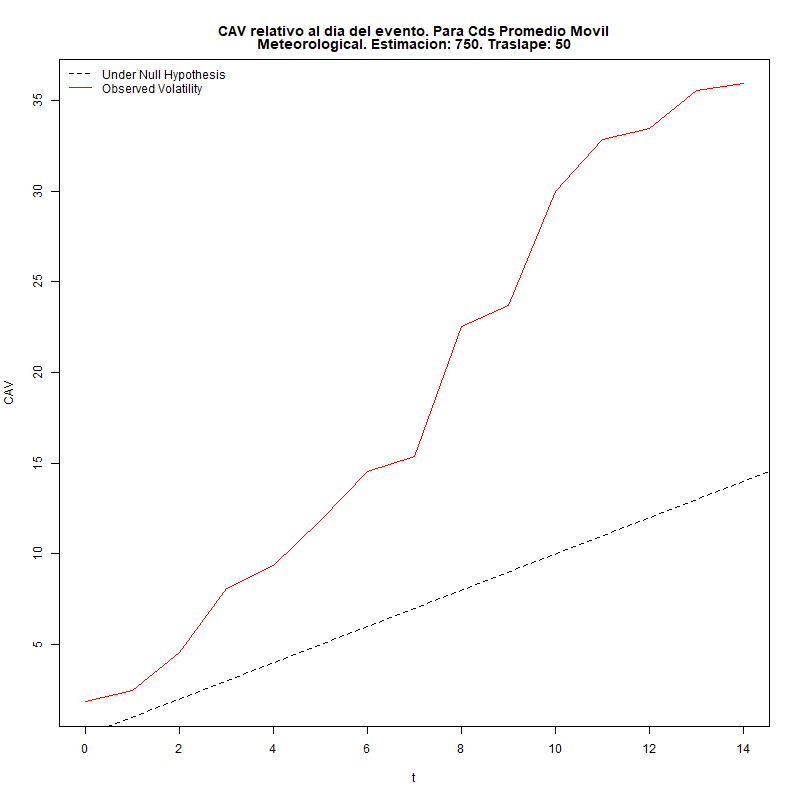 CAV relativo al dia del evento. Para Cds Promedio Movil
Meteorological. Estimacion: 750. Traslape: 50
Under Null Hypothesis
Observed Volatility
35
30
25
20
15
10
5
CAV
0 2 4 6 8 10 12 14
t